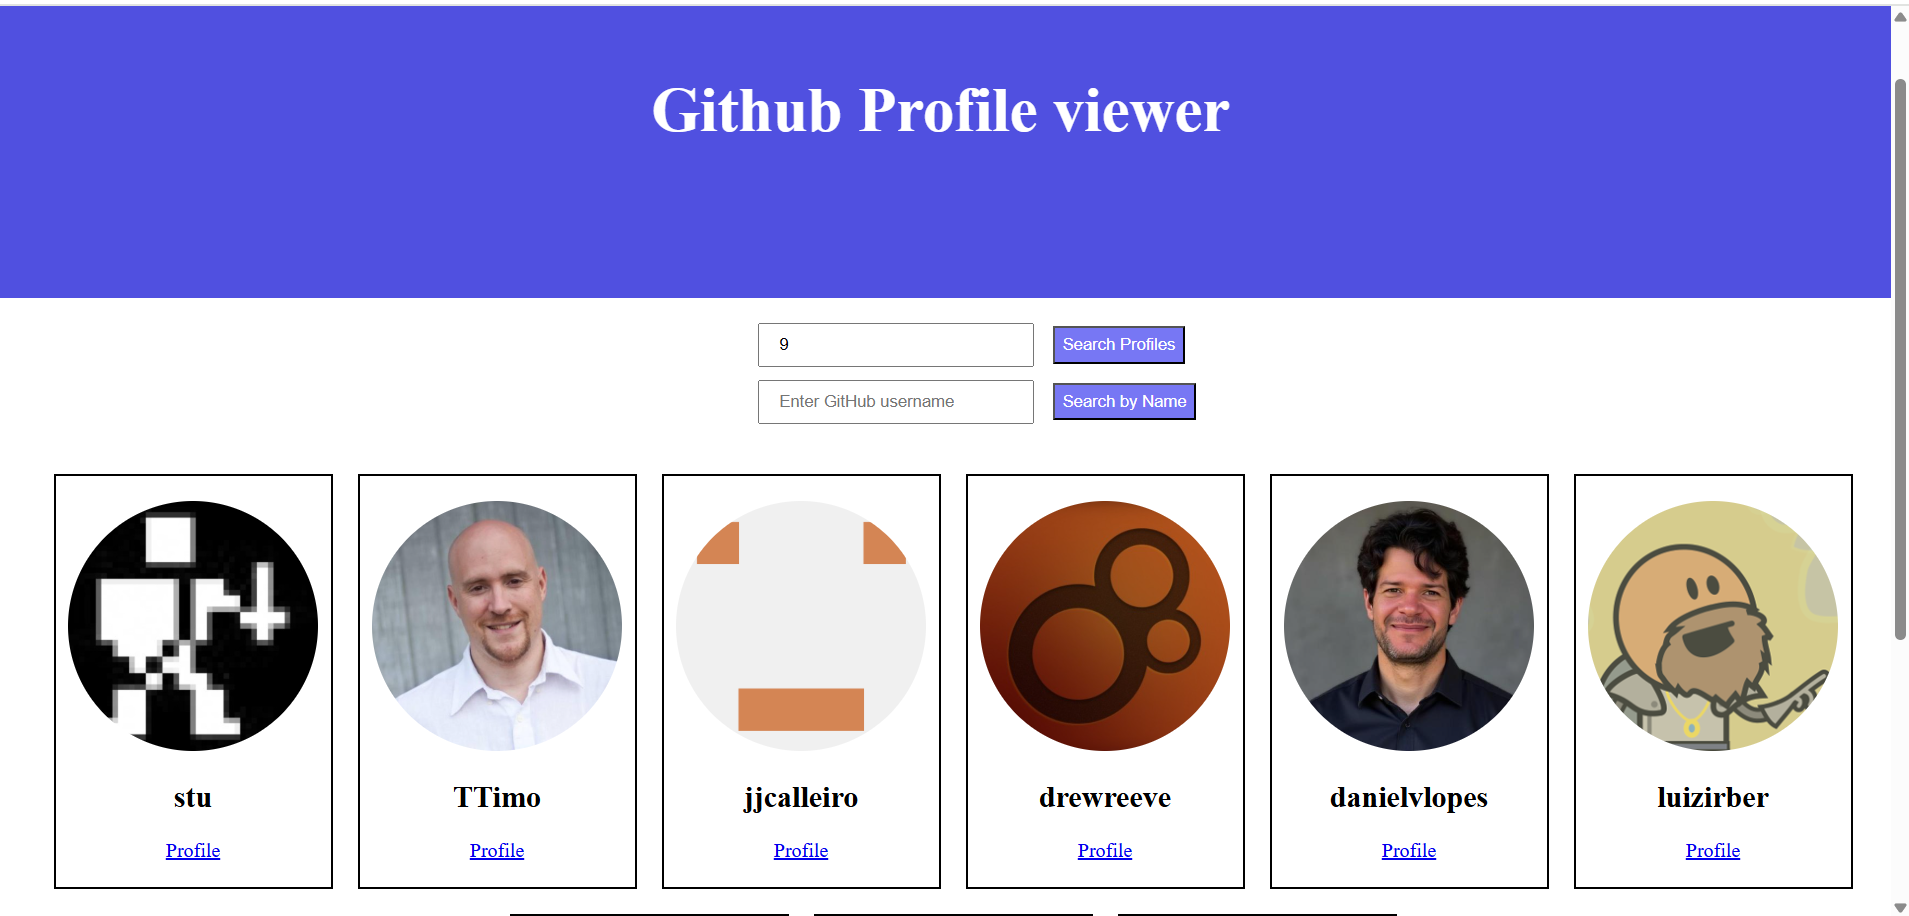 Github Profile viewer
9
Search Profiles
Enter GitHub username
Search by Name
stu
TTimo
jjcalleiro
drewreeve
danielvlopes
luizirber
Profile
Profile
Profile
Profile
Profile
Profile